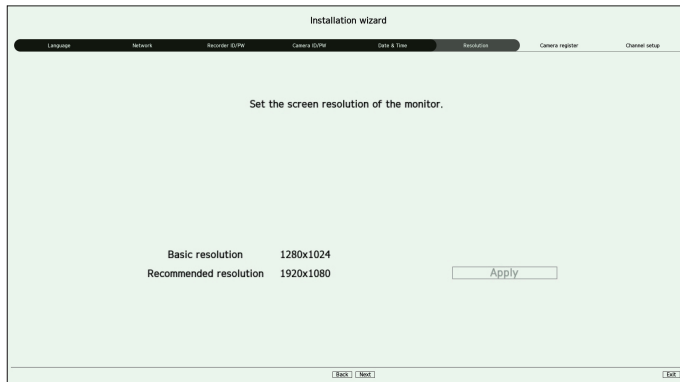 Installation wizard
Language Network Recorder ID/PW Camera ID/PW Date & Time Resolution Camera register Channel setup
Set the screen resolution of the monitor.
Basic resolution 1280x1024
Recommended resolution 1920x1080 Apply
Back Next Exit